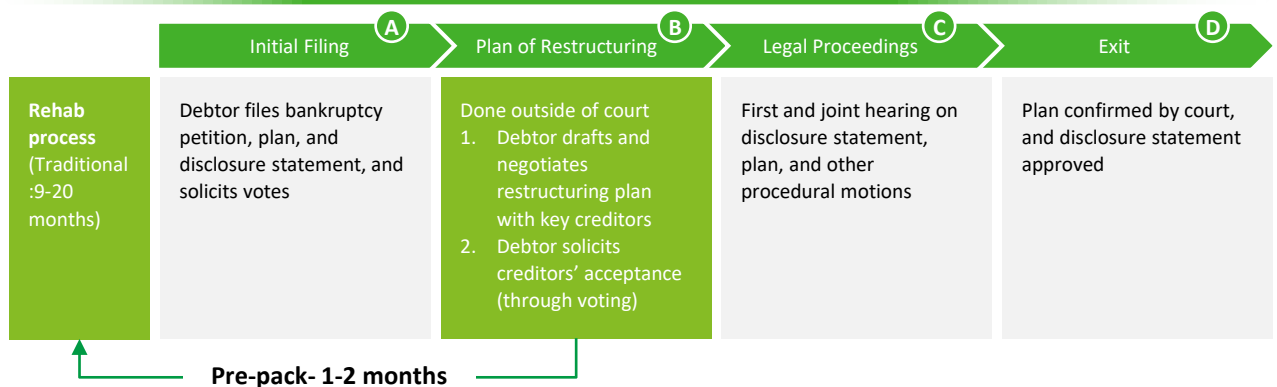 A
B
C
D
Initial Filing
Plan of Restructuring
Legal Proceedings
Exit
Rehab
process
(Traditional
:9-20
months)
Debtor files bankruptcy
petition, plan, and
disclosure statement, and
solicits votes
Done outside of court
1. Debtor drafts and
negotiates
restructuring plan
with key creditors
2. Debtor solicits
creditors’ acceptance
(through voting)
First and joint hearing on
disclosure statement,
plan, and other
procedural motions
Plan confirmed by court,
and disclosure statement
approved
Pre-pack- 1-2 months